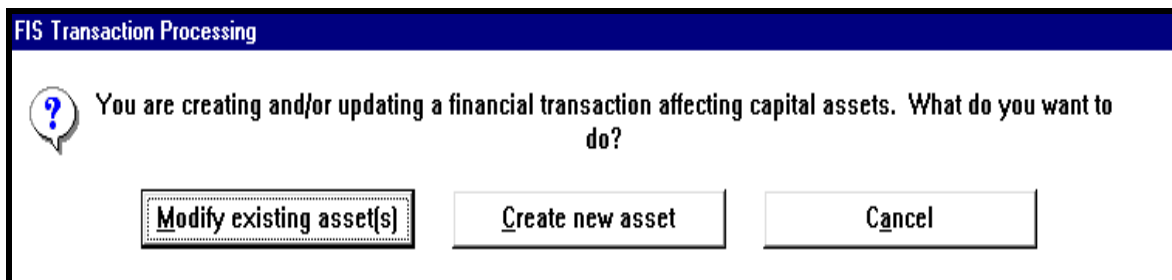 FIS Transaction Processing
You are creating and/or updating a financial transaction affecting capital assets.  What do you want to
do?
Modify existing asset(s)
Create new asset
Cancel